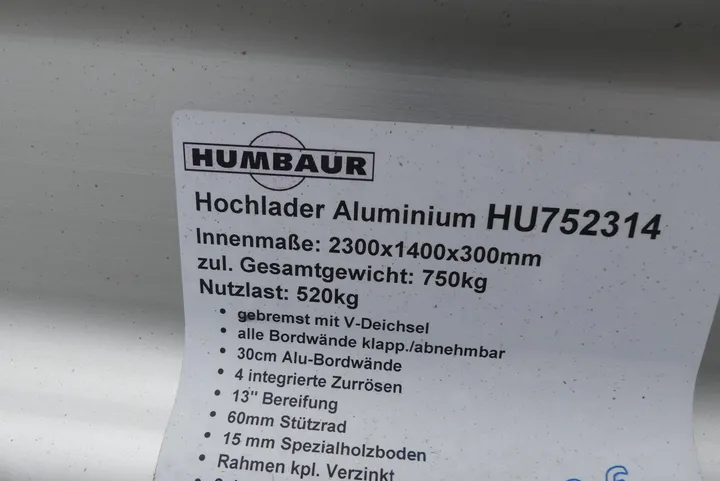 HUMBAUR
Hochlader Aluminium HU752314
Innenmaße: 2300x1400x300mm
zul. Gesamtgewicht: 750kg
Nutzlast: 520kg
• gebremst mit V-Deichsel
• alle Bordwände klapp./abnehmbar
• 30cm Alu-Bordwände
• 4 integrierte Zurrösen
• 13" Bereifung
• 60mm Stützrad
• 15 mm Spezialholzboden
• Rahmen kpl. Verzinkt